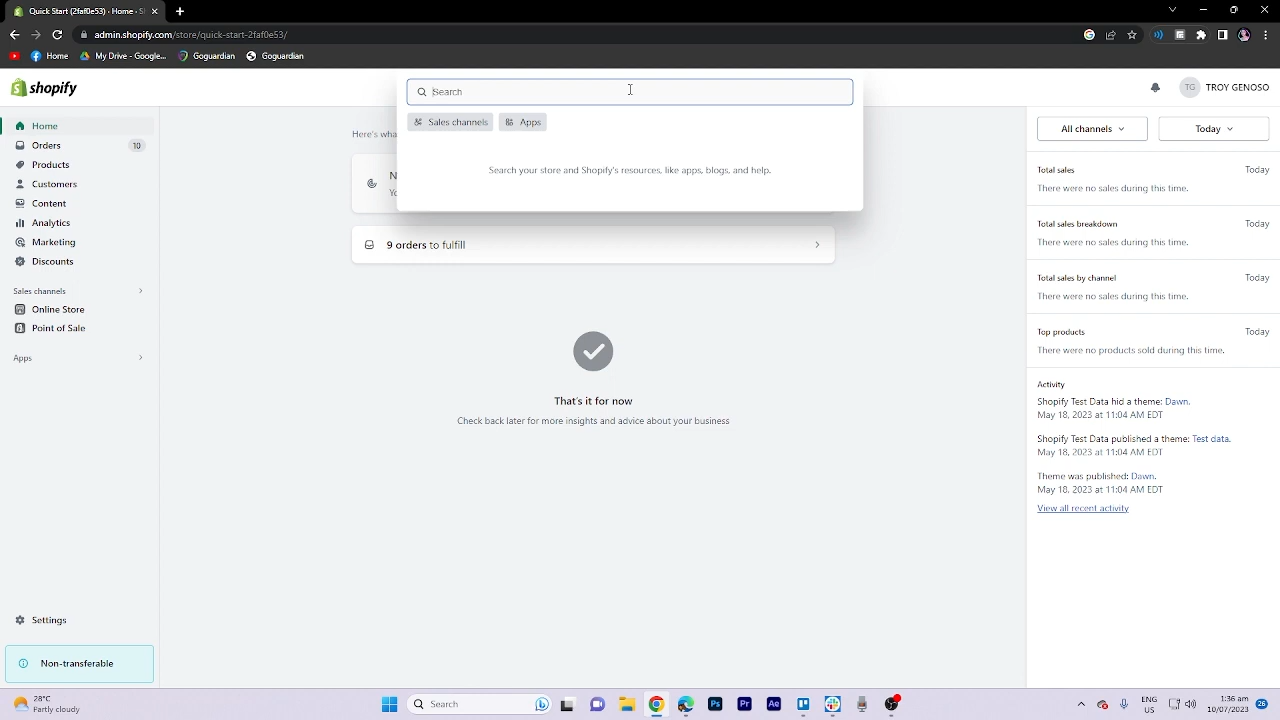 Quick Start (2faf0e53) · Home · S
admin.shopify.com/store/quick-start-2faf0e53/
Home
My Drive - Google...
Goguardian
Goguardian
shopify
Search
TG
TROY GENOSO
Sales channels
Apps
Search your store and Shopify's resources, like apps, blogs, and help.
Home
Orders
10
Products
Customers
Content
Analytics
Marketing
Discounts
Sales channels
Online Store
Point of Sale
Apps
Settings
Non-transferable
Here's wha
N
Yo
9 orders to fulfill
That's it for now
Check back later for more insights and advice about your business
All channels
Today
Total sales
Today
There were no sales during this time.
Total sales breakdown
Today
There were no sales during this time.
Total sales by channel
Today
There were no sales during this time.
Top products
Today
There were no products sold during this time.
Activity
Shopify Test Data hid a theme: Dawn.
May 18, 2023 at 11:04 AM EDT
Shopify Test Data published a theme: Test data.
May 18, 2023 at 11:04 AM EDT
Theme was published: Dawn.
May 18, 2023 at 11:04 AM EDT
View all recent activity
28°C
Partly cloudy
Search
Ps
Pr
Ae
ENG
US
1:36 am
10/07/2023
26